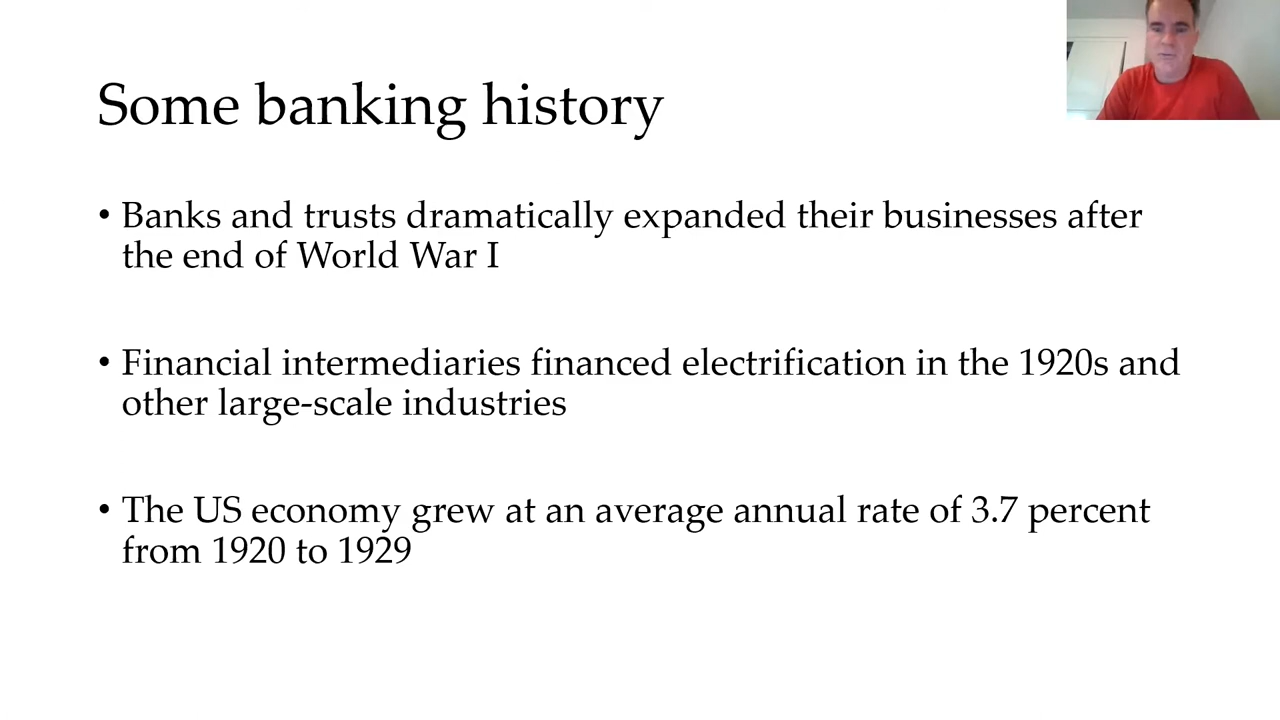 Some banking history
• Banks and trusts dramatically expanded their businesses after
the end of World War I
• Financial intermediaries financed electrification in the 1920s and
other large-scale industries
• The US economy grew at an average annual rate of 3.7 percent
from 1920 to 1929